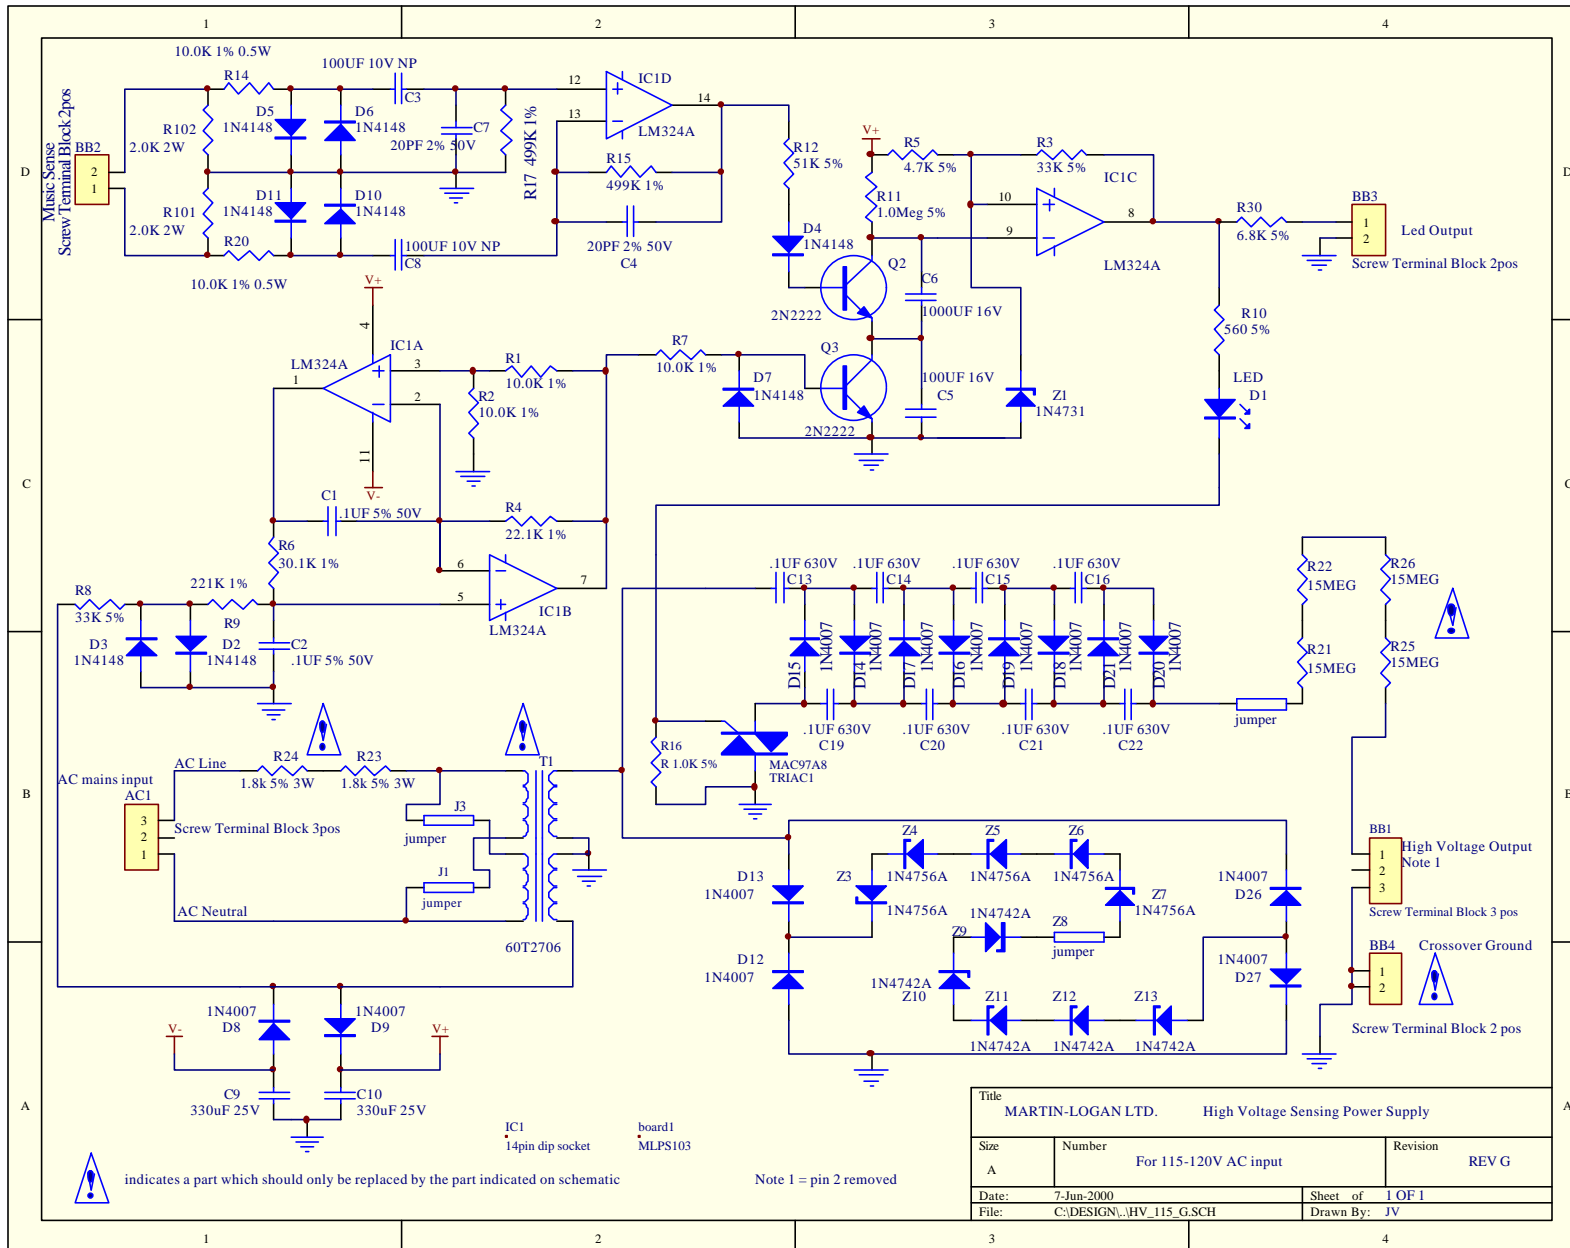 1 2 3 4
D D
C C
B B
A A
10.0K 1% 0.5W
R14
100UF 10V NP
C3
D5
1N4148
D6
1N4148
C7
20PF 2% 50V
R17 499K 1%
Music Sense
Screw Terminal Block 2pos
BB2
2
1
R102
2.0K 2W
R101
2.0K 2W
R20
10.0K 1% 0.5W
D11
1N4148
D10
1N4148
100UF 10V NP
C8
12
13
14
IC1D
LM324A
R15
499K 1%
20PF 2% 50V
C4
R12
51K 5%
D4
1N4148
V+
R5
4.7K 5%
R11
1.0Meg 5%
R3
33K 5%
IC1C
10
9
8
LM324A
Q2
2N2222
C6
1000UF 16V
R30
6.8K 5%
BB3
1
2
Led Output
Screw Terminal Block 2pos
R10
560 5%
LED
D1
V+
4
LM324A
IC1A
1
3
2
11
V-
R1
10.0K 1%
R2
10.0K 1%
R7
10.0K 1%
D7
1N4148
Q3
2N2222
100UF 16V
C5
Z1
1N4731
C1
.1UF 5% 50V
R4
22.1K 1%
R6
30.1K 1%
6
5
7
IC1B
LM324A
R8
33K 5%
221K 1%
R9
D3
1N4148
D2
1N4148
C2
.1UF 5% 50V
.1UF 630V
C13
.1UF 630V
C14
.1UF 630V
C15
.1UF 630V
C16
D15
1N4007
D14
1N4007
D17
1N4007
D16
1N4007
D19
1N4007
D18
1N4007
D21
1N4007
D20
1N4007
.1UF 630V
C19
.1UF 630V
C20
.1UF 630V
C21
.1UF 630V
C22
jumper
R22
15MEG
R26
15MEG
R21
15MEG
R25
15MEG
R16
R 1.0K 5%
MAC97A8
TRIAC1
AC mains input
AC1
3
2
1
AC Line
R24
1.8k 5% 3W
R23
1.8k 5% 3W
Screw Terminal Block 3pos
J3
jumper
J1
jumper
AC Neutral
T1
60T2706
D13
1N4007
D12
1N4007
Z3
1N4756A
Z4
1N4756A
Z5
1N4756A
Z6
1N4756A
Z7
1N4756A
Z8
jumper
1N4742A
Z9
1N4742A
Z10
Z11
1N4742A
Z12
1N4742A
Z13
1N4742A
1N4007
D26
1N4007
D27
BB1
1
2
3
High Voltage Output
Note 1
Screw Terminal Block 3 pos
BB4
1
2
Crossover Ground
Screw Terminal Block 2 pos
V-
1N4007
D8
1N4007
D9
V+
C9
330uF 25V
C10
330uF 25V
IC1
14pin dip socket
board1
MLPS103
indicates a part which should only be replaced by the part indicated on schematic
Note 1 = pin 2 removed
Title
MARTIN-LOGAN LTD. High Voltage Sensing Power Supply
Size Number Revision
A For 115-120V AC input REV G
Date: 7-Jun-2000 Sheet of 1 OF 1
File: C:\DESIGN\..\HV_115_G.SCH Drawn By: JV
1 2 3 4